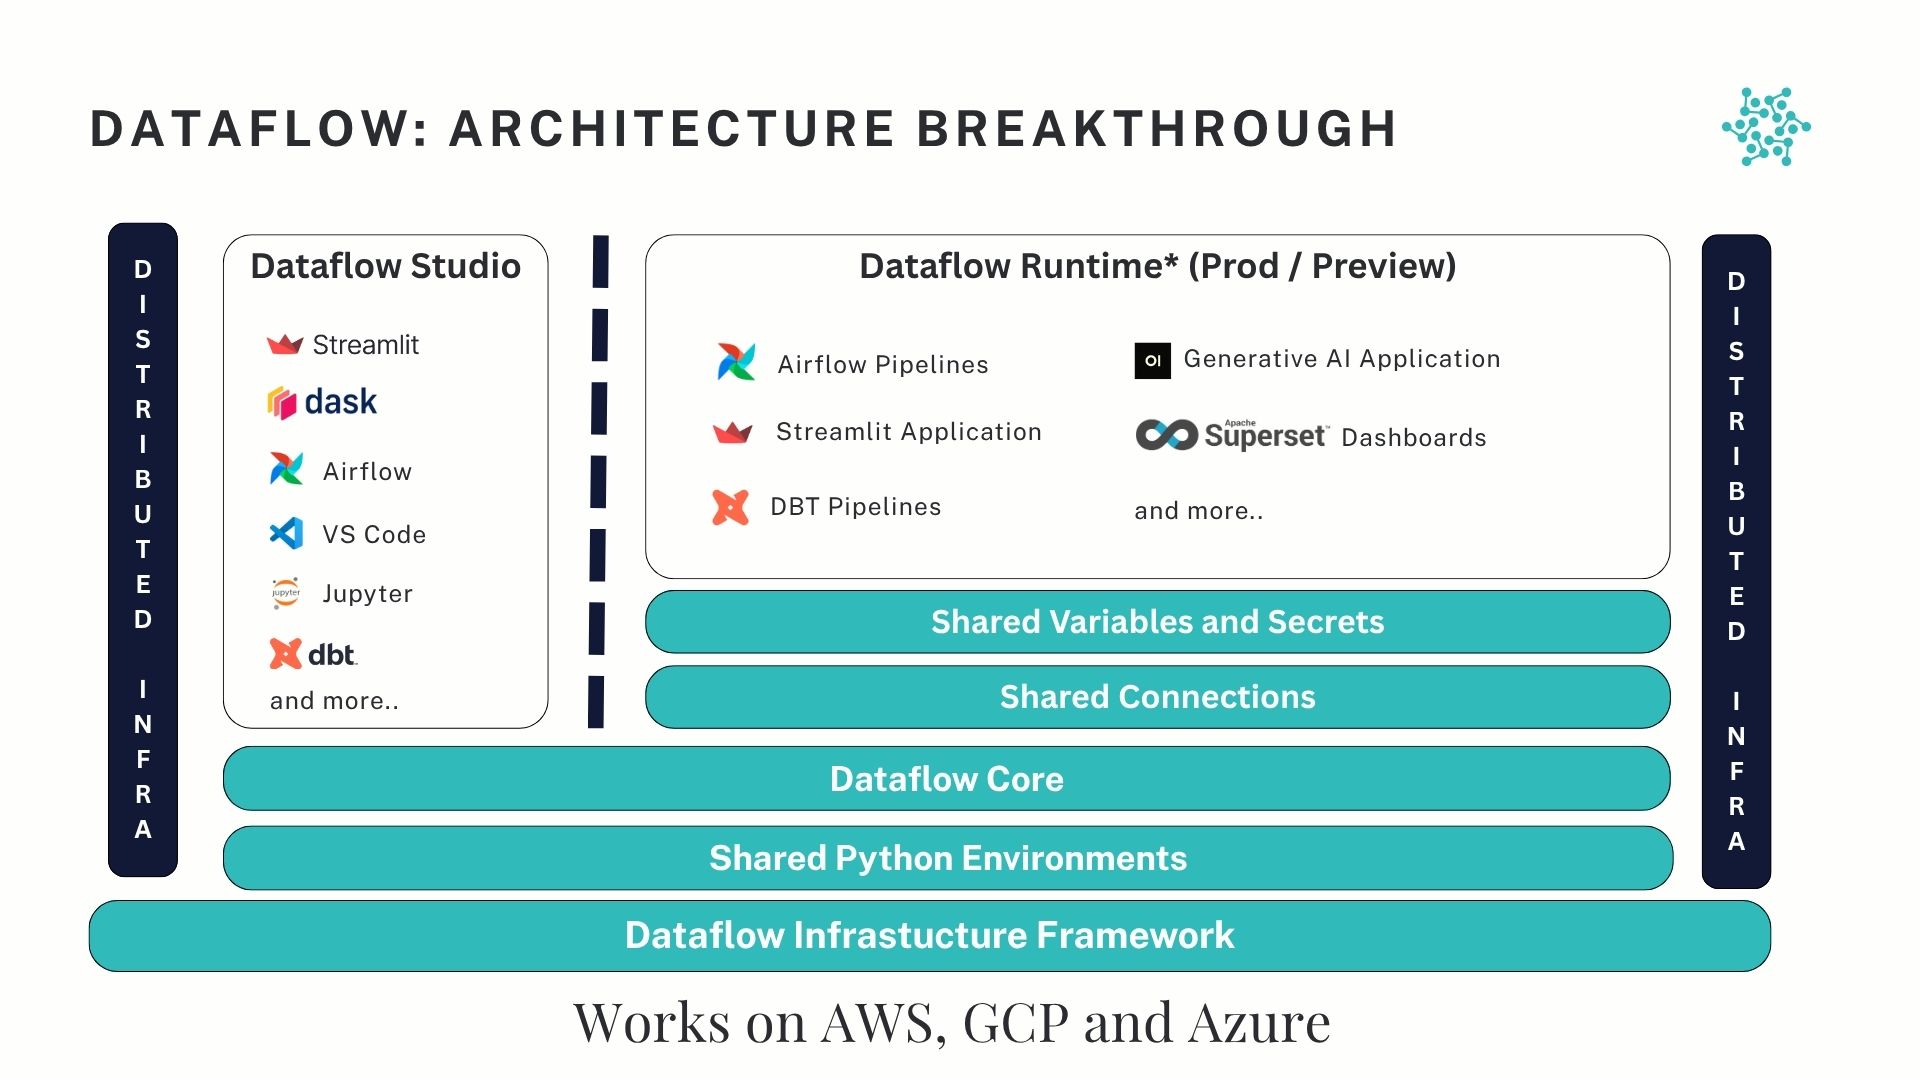 DATAFLOW: ARCHITECTURE BREAKTHROUGH
DISTRIBUTED INFRA
Dataflow Studio
Streamlit
dask
Airflow
VS Code
jupyter Jupyter
dbt
and more..
Dataflow Runtime* (Prod / Preview)
Airflow Pipelines
Streamlit Application
DBT Pipelines
OI Generative AI Application
Apache
Superset™ Dashboards
and more..
Shared Variables and Secrets
Shared Connections
Dataflow Core
Shared Python Environments
DISTRIBUTED INFRA
Dataflow Infrastucture Framework
Works on AWS, GCP and Azure